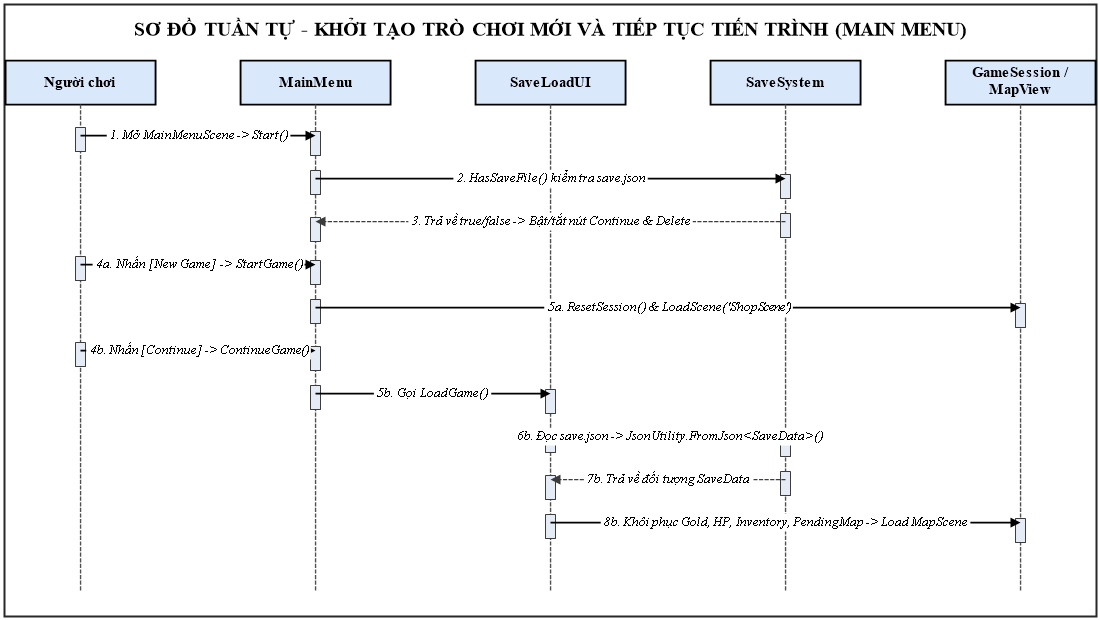 SƠ ĐỒ TUẦN TỰ - KHỞI TẠO TRÒ CHƠI MỚI VÀ TIẾP TỤC TIẾN TRÌNH (MAIN MENU)
Người chơi
MainMenu
SaveLoadUI
SaveSystem
GameSession /
MapView
1. Mở MainMenuScene -> Start()
2. HasSaveFile() kiểm tra save.json
3. Trả về true/false -> Bật/tắt nút Continue & Delete
4a. Nhấn [New Game] -> StartGame()
5a. ResetSession() & LoadScene('ShopScene')
4b. Nhấn [Continue] -> ContinueGame()
5b. Gọi LoadGame()
6b. Đọc save.json -> JsonUtility.FromJson<SaveData>()
7b. Trả về đối tượng SaveData
8b. Khôi phục Gold, HP, Inventory, PendingMap -> Load MapScene